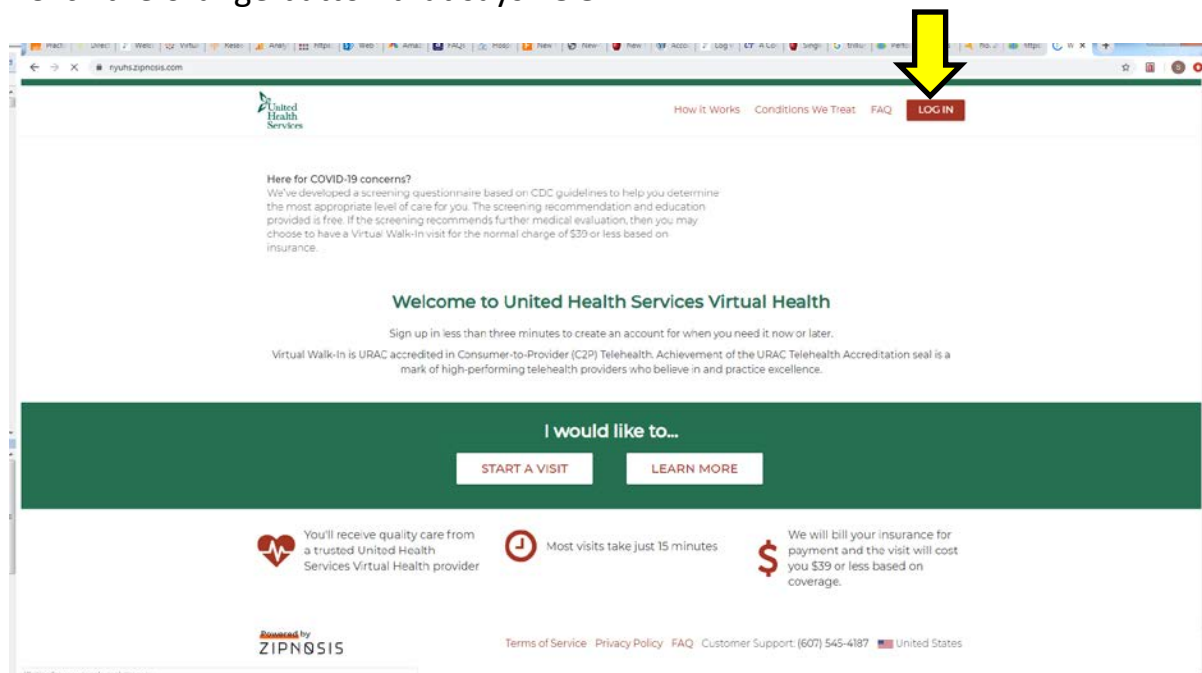 nyuhs.zipnosis.com
United
Health
Services
How it Works Conditions We Treat FAQ LOG IN
Here for COVID-19 concerns?
We've developed a screening questionnaire based on CDC guidelines to help you determine
the most appropriate level of care for you. The screening recommendation and education
provided is free. If the screening recommends further medical evaluation, then you may
choose to have a Virtual Walk-In visit for the normal charge of $39 or less based on
insurance.
Welcome to United Health Services Virtual Health
Sign up in less than three minutes to create an account for when you need it now or later.
Virtual Walk-In is URAC accredited in Consumer-to-Provider (C2P) Telehealth. Achievement of the URAC Telehealth Accreditation seal is a
mark of high-performing telehealth providers who believe in and practice excellence.
I would like to...
START A VISIT LEARN MORE
You'll receive quality care from
a trusted United Health
Services Virtual Health provider
Most visits take just 15 minutes
We will bill your insurance for
payment and the visit will cost
you $39 or less based on
coverage.
Powered by
ZIPNOSIS
Terms of Service Privacy Policy FAQ Customer Support: (607) 545-4187 United States